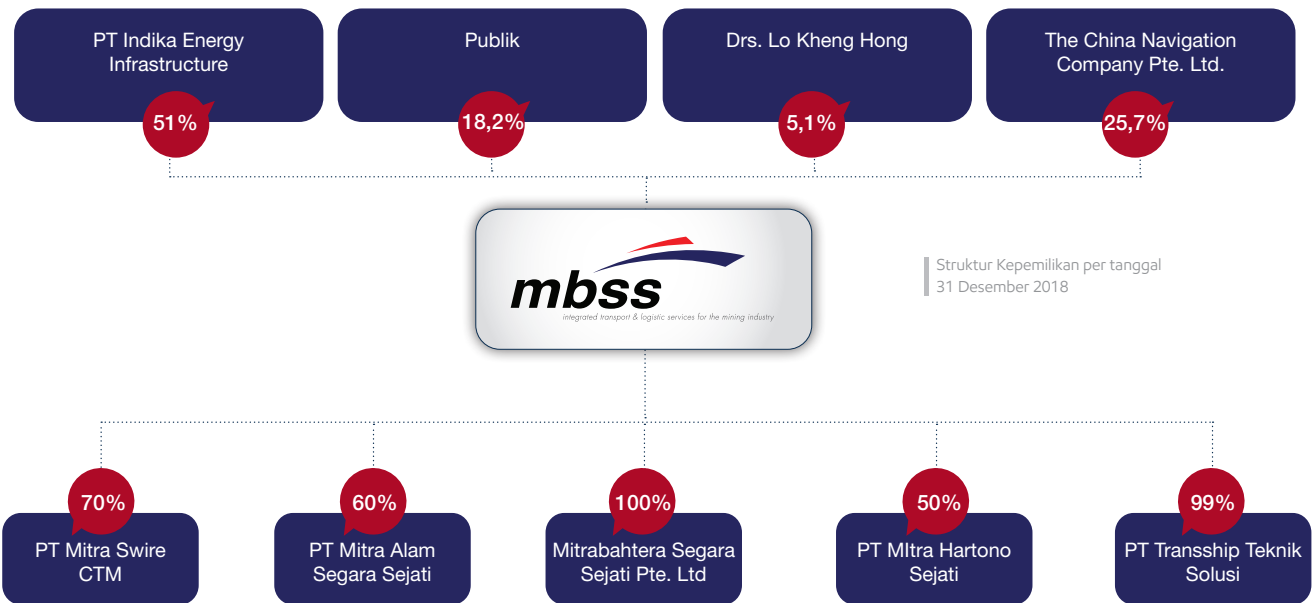 PT Indika Energy
Infrastructure
51%
Publik
18,2%
Drs. Lo Kheng Hong
5,1%
The China Navigation
Company Pte. Ltd.
25,7%
mbss
integrated transport & logistic services for the mining industry
Struktur Kepemilikan per tanggal
31 Desember 2018
70%
PT Mitra Swire
CTM
60%
PT Mitra Alam
Segara Sejati
100%
Mitrabahtera Segara
Sejati Pte. Ltd
50%
PT MItra Hartono
Sejati
99%
PT Transship Teknik
Solusi